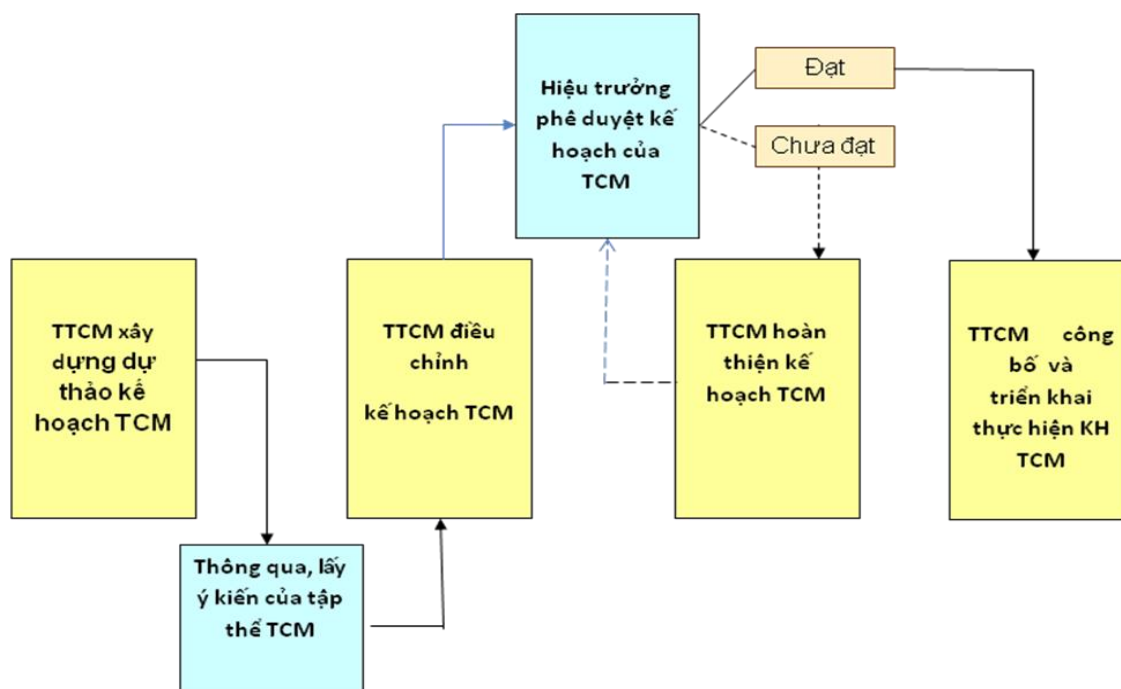 Hiệu trưởng
phê duyệt kế
hoạch của
TCM
Đạt
Chưa đạt
TTCM xây
dựng dự
thảo kế
hoạch TCM
TTCM điều
chỉnh
kế hoạch TCM
TTCM hoàn
thiện kế
hoạch TCM
TTCM công
bố và
triển khai
thực hiện KH
TCM
Thông qua, lấy
ý kiến của tập
thể TCM